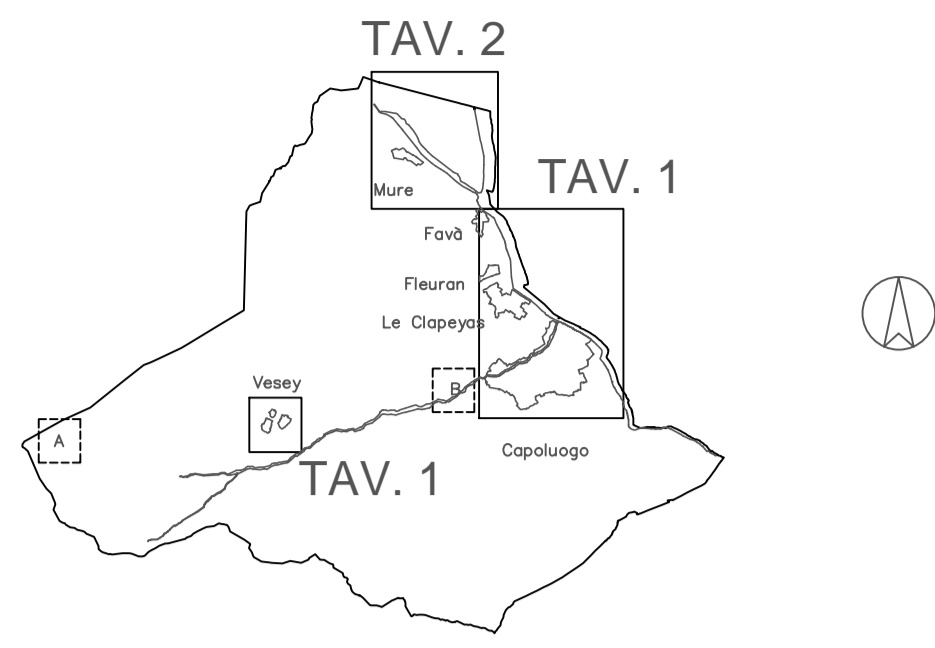 TAV. 2
TAV. 1
Mure
Favà
Fleuran
Le Clapeyas
Vesey
B
A
Capoluogo
TAV. 1